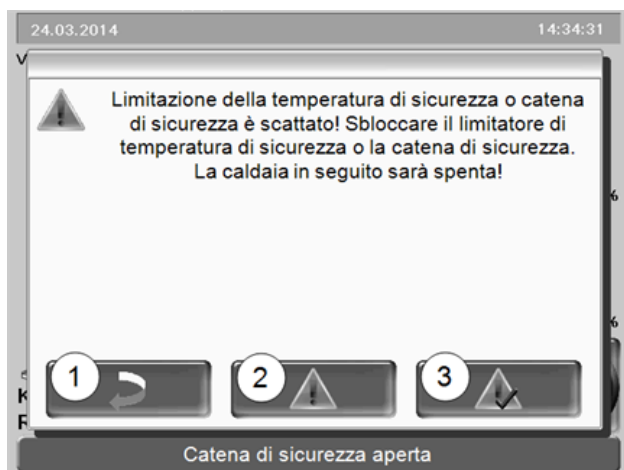 24.03.2014 14:34:31
V
Limitazione della temperatura di sicurezza o catena
di sicurezza è scattato! Sbloccare il limitatore di
temperatura di sicurezza o la catena di sicurezza.
La caldaia in seguito sarà spenta!
%
%
1 2 3
K
R
Catena di sicurezza aperta